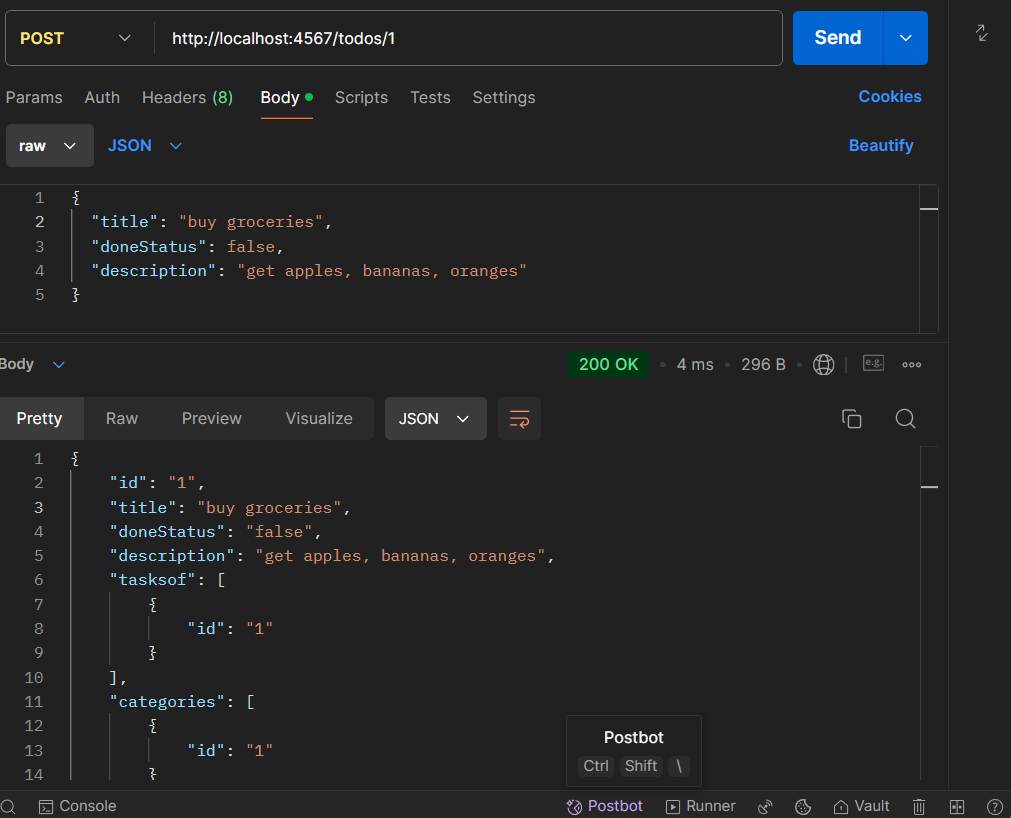 POST http://localhost:4567/todos/1 Send
Params Auth Headers (8) Body Scripts Tests Settings Cookies
raw JSON Beautify
1 {
2 "title": "buy groceries",
3 "doneStatus": false,
4 "description": "get apples, bananas, oranges"
5 }
Body 200 OK 4 ms 296 B e.g.
Pretty Raw Preview Visualize JSON
1 {
2 "id": "1",
3 "title": "buy groceries",
4 "doneStatus": "false",
5 "description": "get apples, bananas, oranges",
6 "tasksof": [
7 {
8 "id": "1"
9 }
10 ],
11 "categories": [
12 {
13 "id": "1"
14 }
Postbot
Ctrl Shift \
Console Postbot Runner Vault